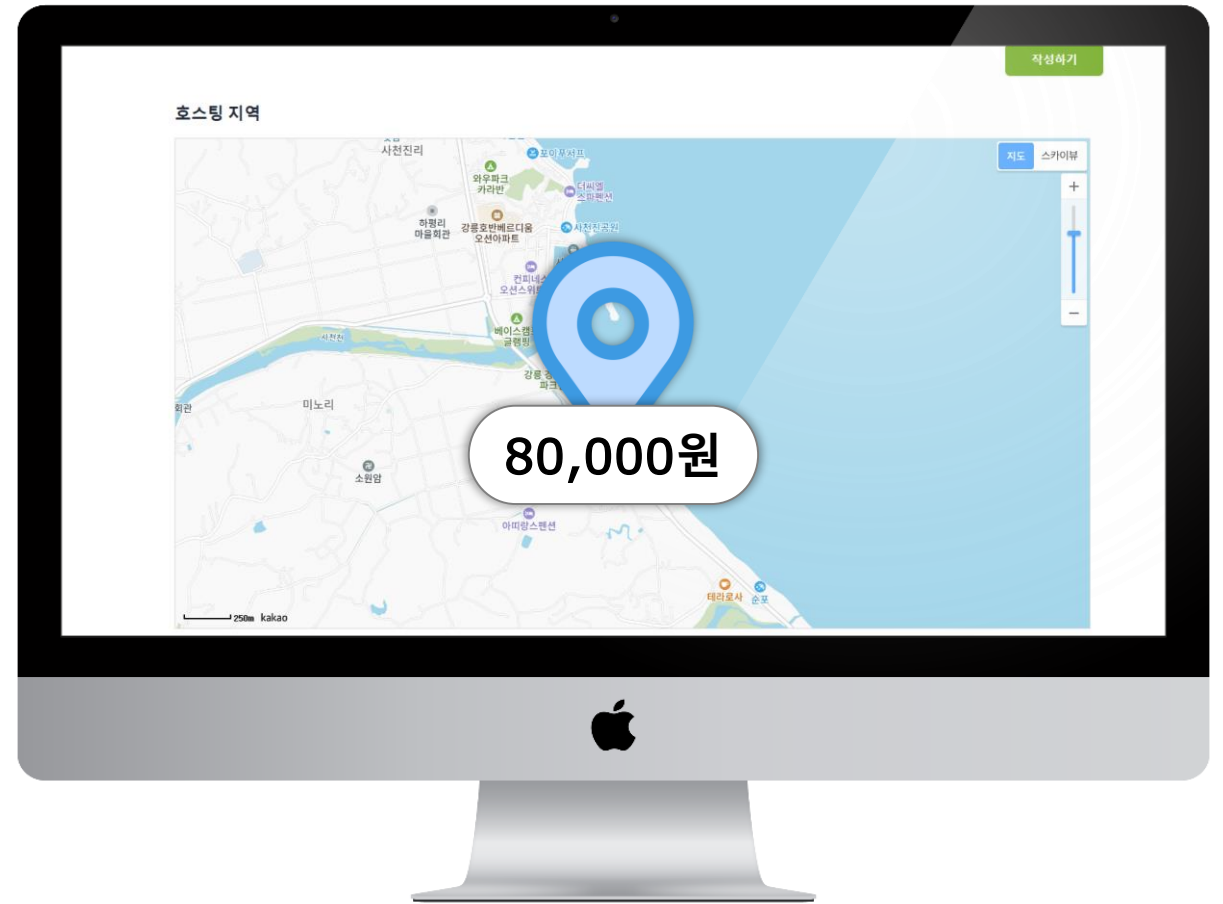 작성하기
호스팅 지역
사천진리
포이푸서프
와우파크
카라반
더씨엘
스파펜션
하평리
마을회관
강릉호반베르디움
오션아파트
사천진공원
컨피네스
오션스위트
베이스캠프
글램핑
사천천
강릉
파크
회관
미노리
80,000원
소원암
아띠랑스펜션
테라로사
순포
250m kakao
지도 스카이뷰
+
−